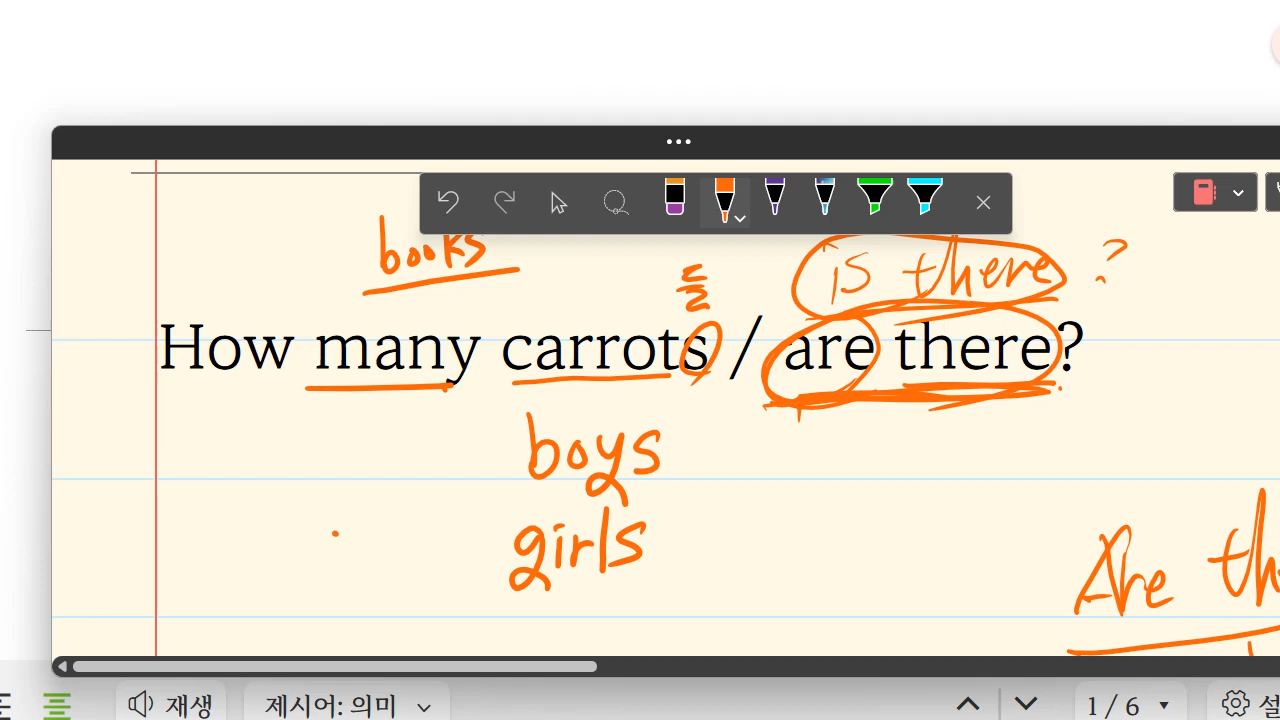 books
is there ?
How many carrots / are there?
boys
girls
Are th
재생
제시어: 의미
1 / 6
설